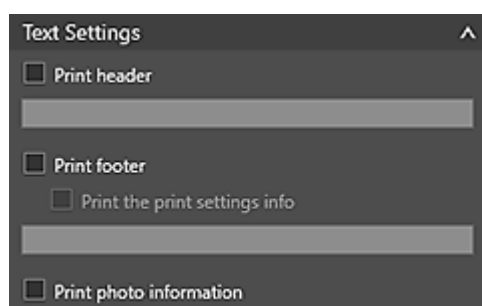 Text Settings
Print header
Print footer
Print the print settings info
Print photo information